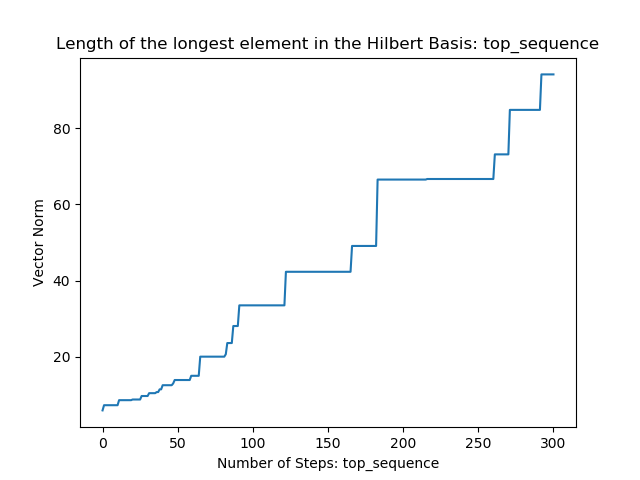 Length of the longest element in the Hilbert Basis: top_sequence
80
60
40
20
Vector Norm
0 50 100 150 200 250 300
Number of Steps: top_sequence